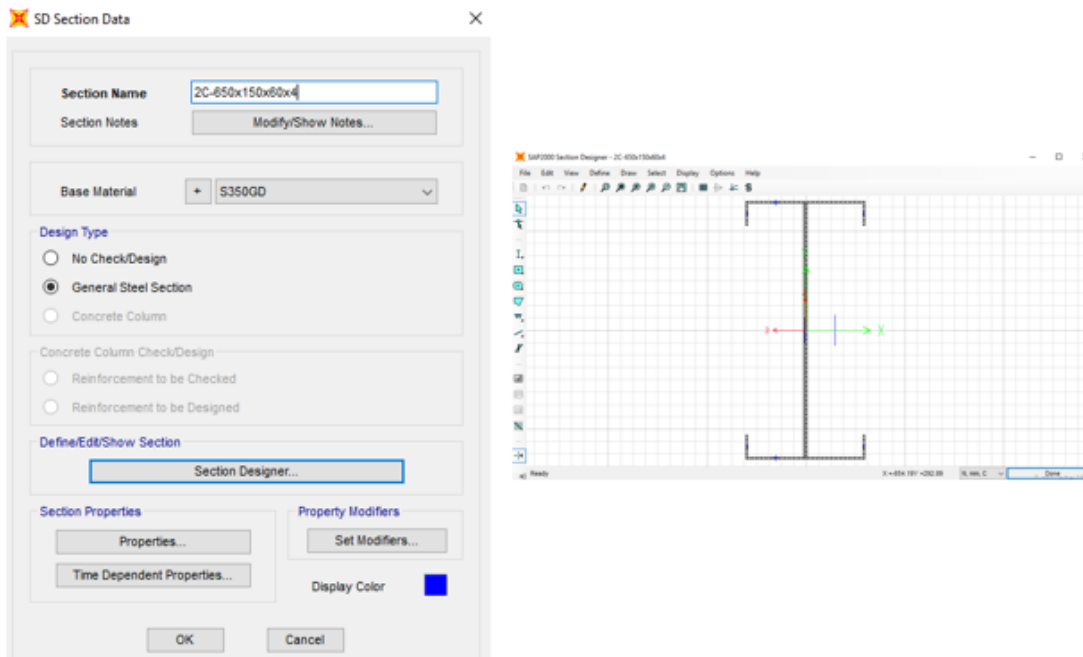 SD Section Data
Section Name 2C-650x150x60x4
Section Notes Modify/Show Notes...
Base Material + S350GD
Design Type
No Check/Design
General Steel Section
Concrete Column
Concrete Column Check/Design
Reinforcement to be Checked
Reinforcement to be Designed
Define/Edit/Show Section
Section Designer...
Section Properties
Properties...
Time Dependent Properties...
Property Modifiers
Set Modifiers...
Display Color
OK Cancel
SAP2000 Section Designer - 2C-650x150x60x4
File Edit View Define Draw Select Display Options Help
X
Ready N, mm, C Done